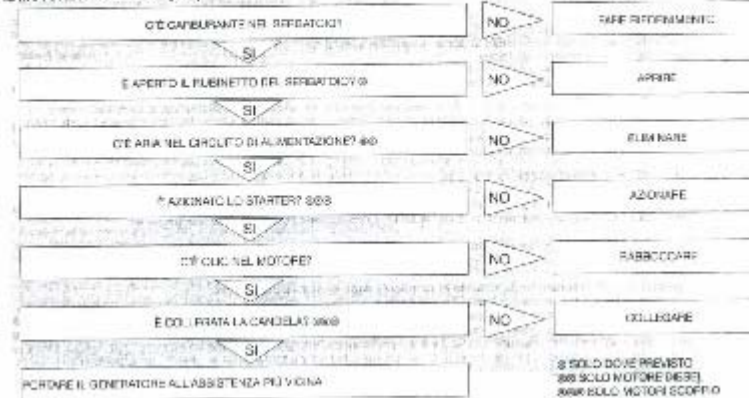 C'È CARBURANTE NEL SERBATOIO? NO FARE RIFORNIMENTO
SI
È APERTO IL RUBINETTO DEL SERBATOIO? NO APRIRE
SI
C'È ARIA NEL CIRCUITO DI ALIMENTAZIONE? NO ELIMINARE
SI
È AZIONATO LO STARTER? NO AZIONARE
SI
C'È OLIO NEL MOTORE? NO RABBOCCARE
SI
È COLLEGATA LA CANDELA? NO COLLEGARE
SI
PORTARE IL GENERATORE ALL'ASSISTENZA PIÙ VICINA
SOLO DOVE PREVISTO
SOLO MOTORE DIESEL
SOLO MOTORI SCOPPIO